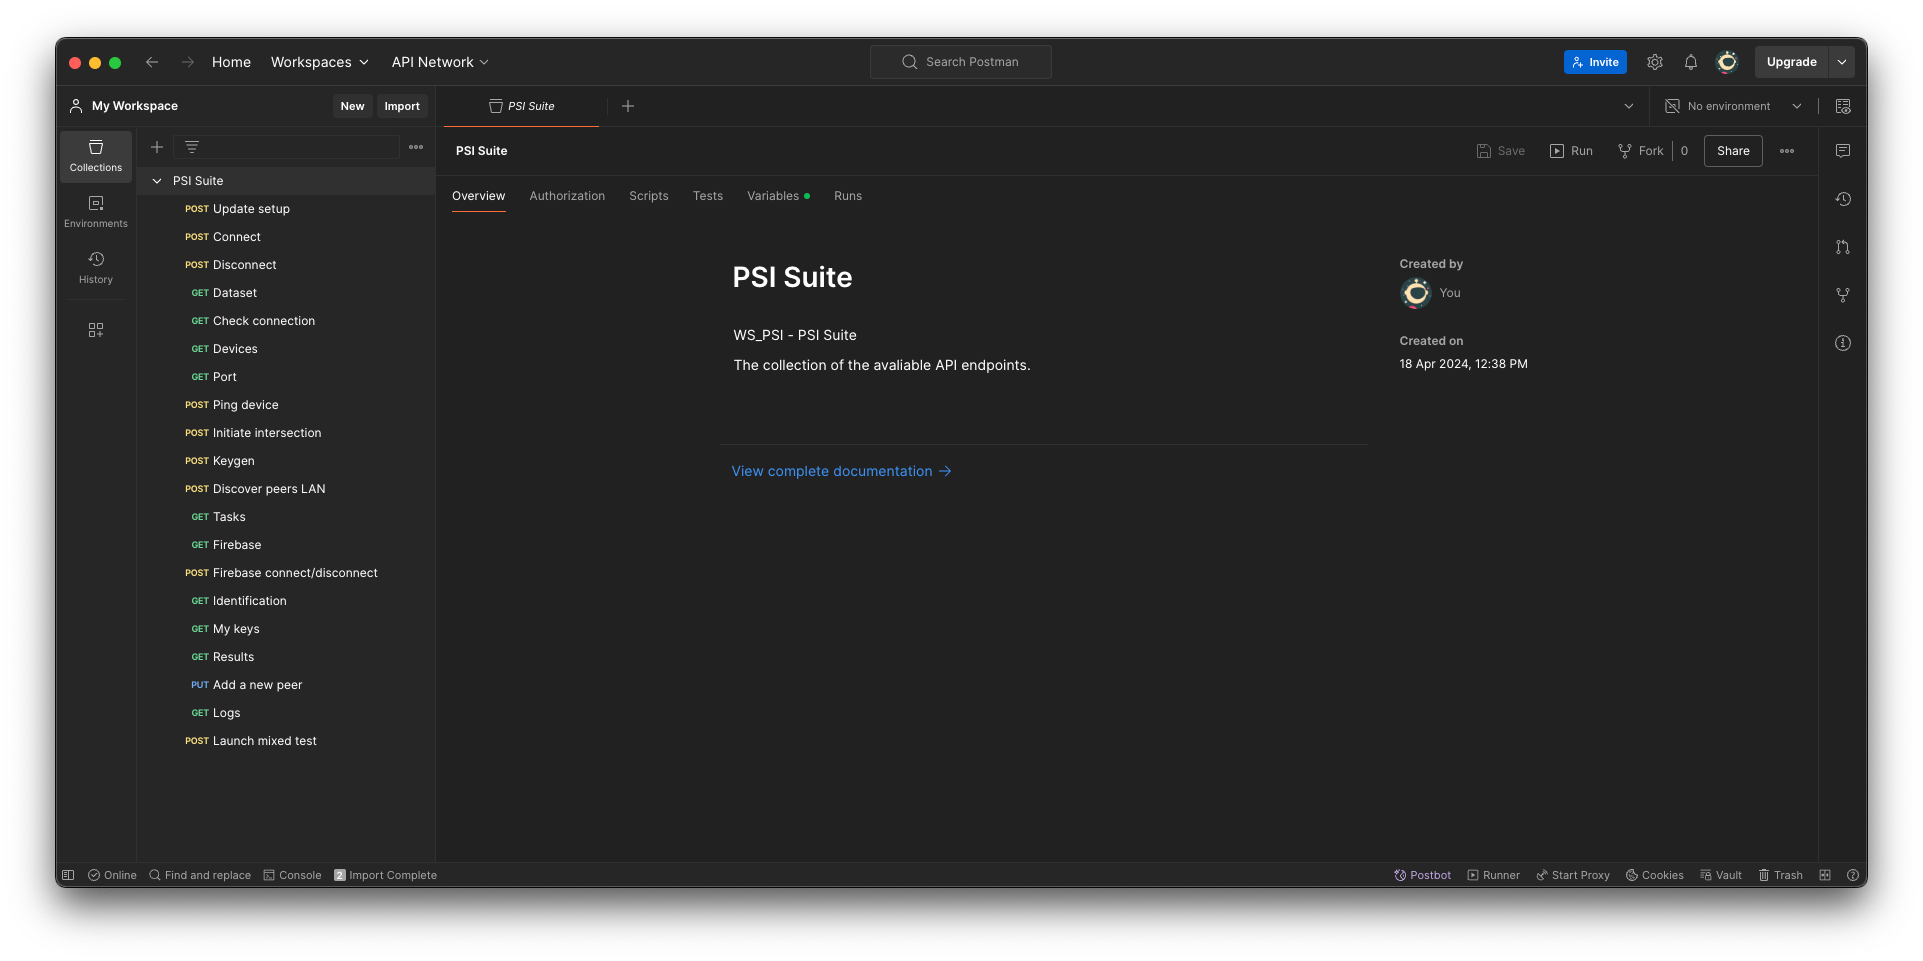 Home Workspaces API Network Search Postman Invite Upgrade
My Workspace New Import PSI Suite No environment
Collections
Environments
History
PSI Suite
POST Update setup
POST Connect
POST Disconnect
GET Dataset
GET Check connection
GET Devices
GET Port
POST Ping device
POST Initiate intersection
POST Keygen
POST Discover peers LAN
GET Tasks
GET Firebase
POST Firebase connect/disconnect
GET Identification
GET My keys
GET Results
PUT Add a new peer
GET Logs
POST Launch mixed test
PSI Suite Save Run Fork 0 Share
Overview Authorization Scripts Tests Variables Runs
PSI Suite
WS_PSI - PSI Suite
The collection of the avaliable API endpoints.
View complete documentation →
Created by
You
Created on
18 Apr 2024, 12:38 PM
Online Find and replace Console 2 Import Complete Postbot Runner Start Proxy Cookies Vault Trash